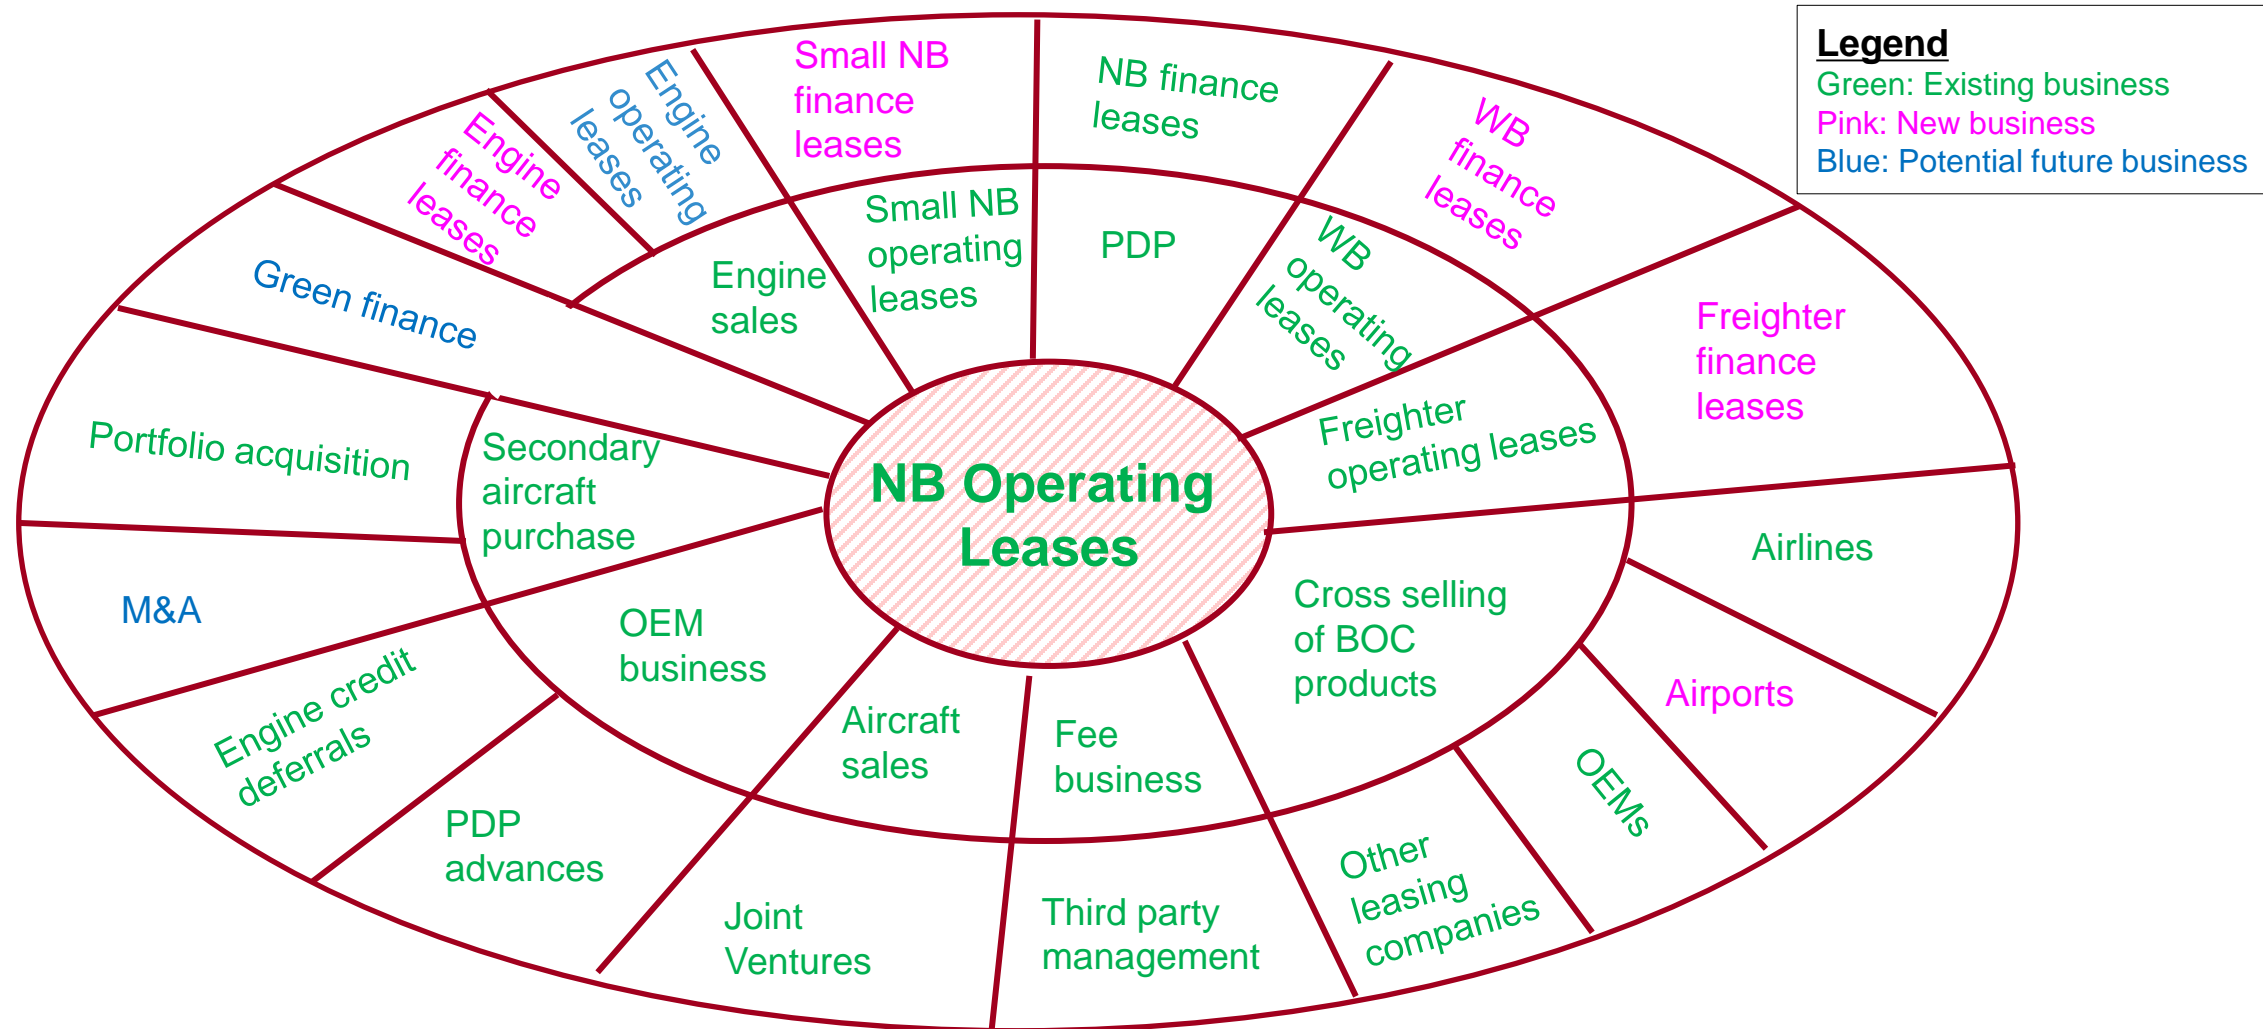 Legend
Green: Existing business
Pink: New business
Blue: Potential future business
Small NB
finance
leases
NB finance
leases
WB
finance
leases
Freighter
finance
leases
Airlines
Airports
OEMs
Other
leasing
companies
Third party
management
Joint
Ventures
PDP
advances
Engine credit
deferrals
M&A
Portfolio acquisition
Green finance
Engine
finance
leases
Engine
operating
leases
Engine
sales
Small NB
operating
leases
PDP
WB
operating
leases
Freighter
operating leases
Cross selling
of BOC
products
Fee
business
Aircraft
sales
OEM
business
Secondary
aircraft
purchase
NB Operating
Leases